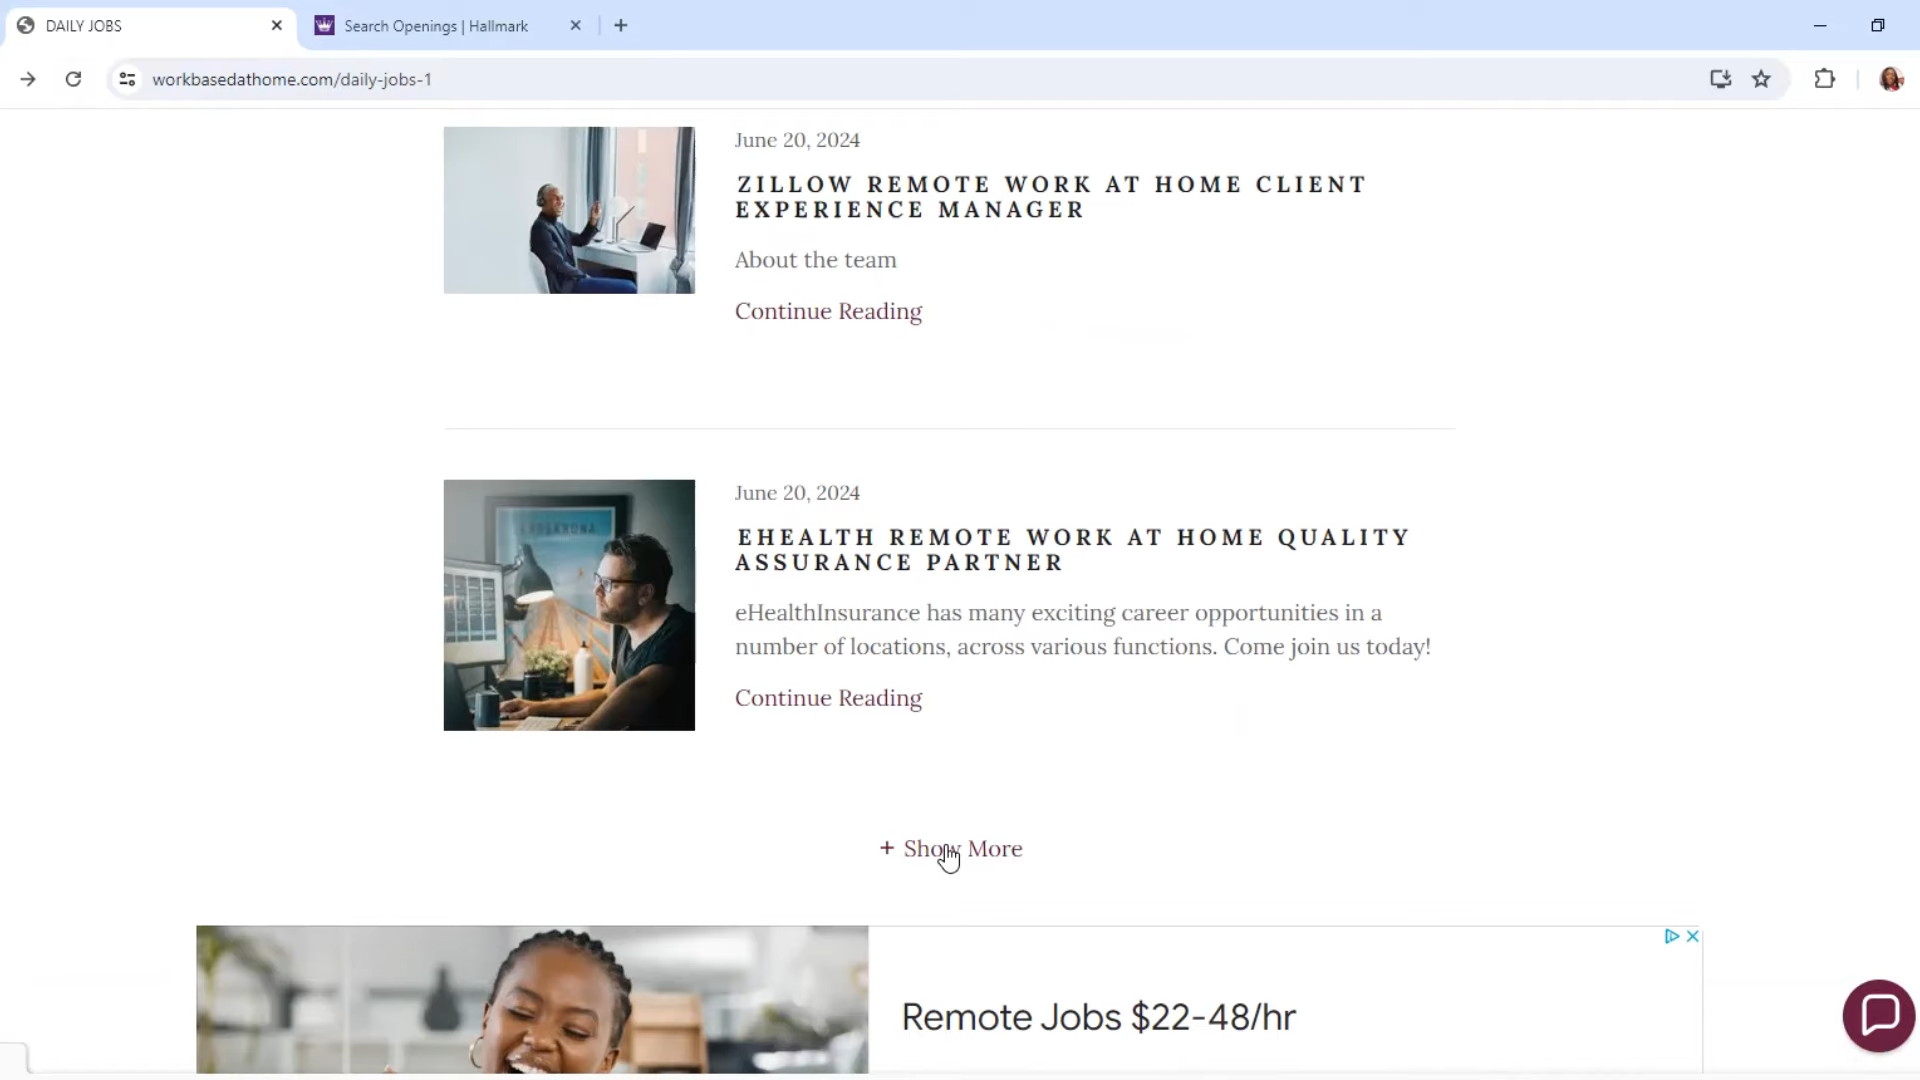 DAILY JOBS
Search Openings | Hallmark
workbasedathome.com/daily-jobs-1
June 20, 2024
ZILLOW REMOTE WORK AT HOME CLIENT
EXPERIENCE MANAGER
About the team
Continue Reading
June 20, 2024
EHEALTH REMOTE WORK AT HOME QUALITY
ASSURANCE PARTNER
eHealthInsurance has many exciting career opportunities in a
number of locations, across various functions. Come join us today!
Continue Reading
+ Show More
Remote Jobs $22-48/hr